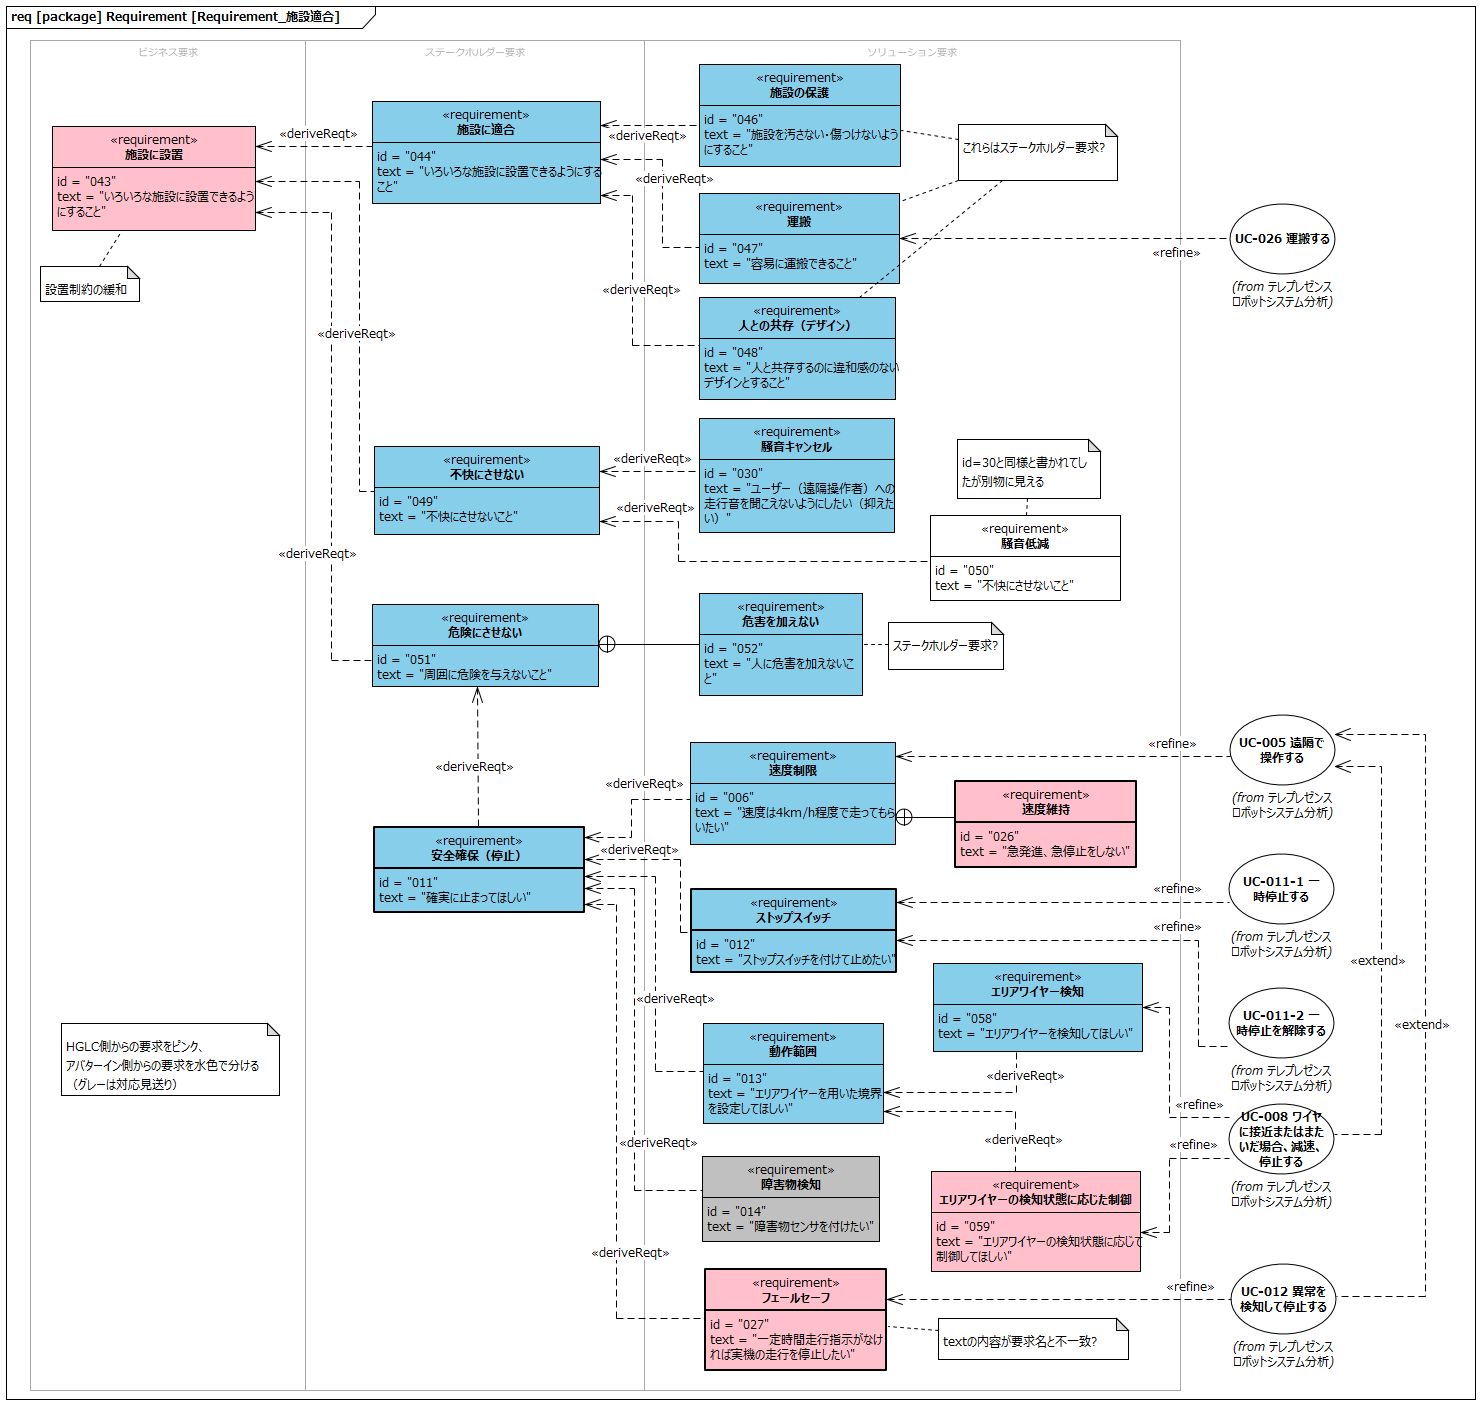 req [package] Requirement [Requirement_施設適合]
ビジネス要求
ステークホルダー要求
ソリューション要求
«requirement»
施設の保護
id = "046"
text = "施設を汚さない・傷つけないよう
にすること"
«requirement»
施設に適合
id = "044"
text = "いろいろな施設に設置できるようにする
こと"
«requirement»
施設に設置
id = "043"
text = "いろいろな施設に設置できるよう
にすること"
«deriveReqt»
«deriveReqt»
«deriveReqt»
これらはステークホルダー要求?
«requirement»
運搬
id = "047"
text = "容易に運搬できること"
UC-026 運搬する
(from テレプレゼンス
ロボットシステム分析)
«refine»
設置制約の緩和
«deriveReqt»
«requirement»
人との共存（デザイン）
id = "048"
text = "人と共存するのに違和感のない
デザインとすること"
«deriveReqt»
«requirement»
騒音キャンセル
id = "030"
text = "ユーザー（遠隔操作者）への
走行音を聞こえないようにしたい（抑えた
い）"
«requirement»
不快にさせない
id = "049"
text = "不快にさせないこと"
«deriveReqt»
«deriveReqt»
id=30と同様と書かれてし
たが別物に見える
«requirement»
騒音低減
id = "050"
text = "不快にさせないこと"
«deriveReqt»
«requirement»
危険にさせない
id = "051"
text = "周囲に危険を与えないこと"
«requirement»
危害を加えない
id = "052"
text = "人に危害を加えないこ
と"
ステークホルダー要求?
«deriveReqt»
«requirement»
速度制限
id = "006"
text = "速度は4km/h程度で走ってもら
いたい"
«deriveReqt»
«refine»
UC-005 遠隔で
操作する
(from テレプレゼンス
ロボットシステム分析)
«requirement»
速度維持
id = "026"
text = "急発進、急停止をしない"
«requirement»
安全確保（停止）
id = "011"
text = "確実に止まってほしい"
«deriveReqt»
«requirement»
ストップスイッチ
id = "012"
text = "ストップスイッチを付けて止めたい"
«refine»
UC-011-1 一
時停止する
(from テレプレゼンス
ロボットシステム分析)
«refine»
«extend»
«requirement»
エリアワイヤー検知
id = "058"
text = "エリアワイヤーを検知してほしい"
«deriveReqt»
UC-011-2 一
時停止を解除する
(from テレプレゼンス
ロボットシステム分析)
«extend»
HGLC側からの要求をピンク、
アバターイン側からの要求を水色で分ける
（グレーは対応見送り）
«requirement»
動作範囲
id = "013"
text = "エリアワイヤーを用いた境界
を設定してほしい"
«deriveReqt»
«refine»
UC-008 ワイヤ
に接近またはまた
いだ場合、減速、
停止する
(from テレプレゼンス
ロボットシステム分析)
«refine»
«deriveReqt»
«deriveReqt»
«requirement»
障害物検知
id = "014"
text = "障害物センサを付けたい"
«requirement»
エリアワイヤーの検知状態に応じた制御
id = "059"
text = "エリアワイヤーの検知状態に応じて
制御してほしい"
«deriveReqt»
«requirement»
フェールセーフ
id = "027"
text = "一定時間走行指示がなけ
れば実機の走行を停止したい"
«refine»
UC-012 異常を
検知して停止する
(from テレプレゼンス
ロボットシステム分析)
textの内容が要求名と不一致?